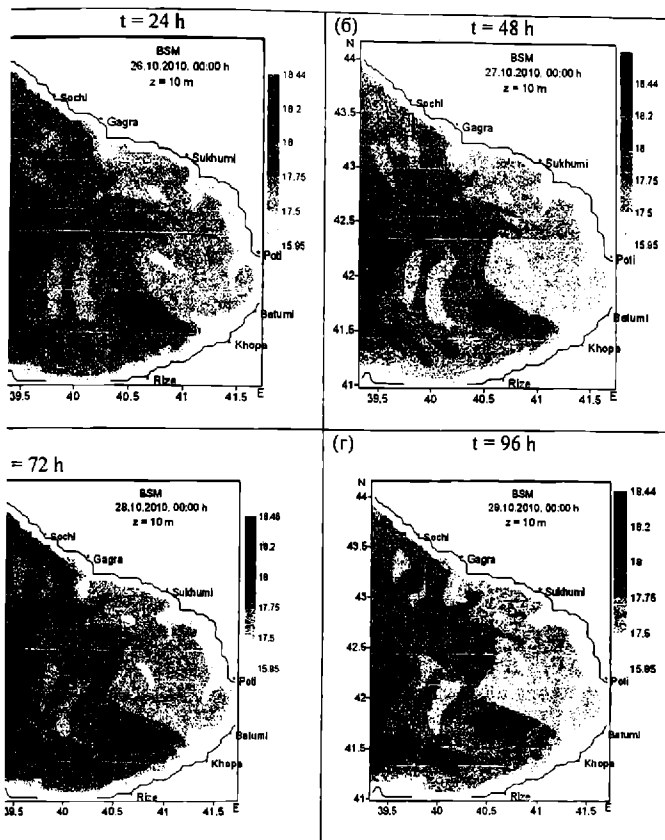 t = 24 h
BSM
26.10.2010. 00:00 h
z = 10 m
Sochi
Gagra
Sukhumi
Poti
Batumi
Khopa
Rize
18.44
18.2
18
17.75
17.5
15.95
39.5 40 40.5 41 41.5 E
(б) t = 48 h
N
BSM
27.10.2010. 00:00 h
z = 10 m
44
43.5
43
42.5
42
41.5
41
Sochi
Gagra
Sukhumi
Poti
Batumi
Khopa
Rize
18.44
18.2
18
17.75
17.5
15.95
39.5 40 40.5 41 41.5 E
= 72 h
BSM
28.10.2010. 00:00 h
z = 10 m
Sochi
Gagra
Sukhumi
Poti
Batumi
Khopa
Rize
18.46
18.2
18
17.75
17.5
15.95
39.5 40 40.5 41 41.5 E
(г) t = 96 h
N
BSM
29.10.2010. 00:00 h
z = 10 m
44
43.5
43
42.5
42
41.5
41
Sochi
Gagra
Sukhumi
Poti
Batumi
Khopa
Rize
18.44
18.2
18
17.75
17.5
15.95
39.5 40 40.5 41 41.5 E